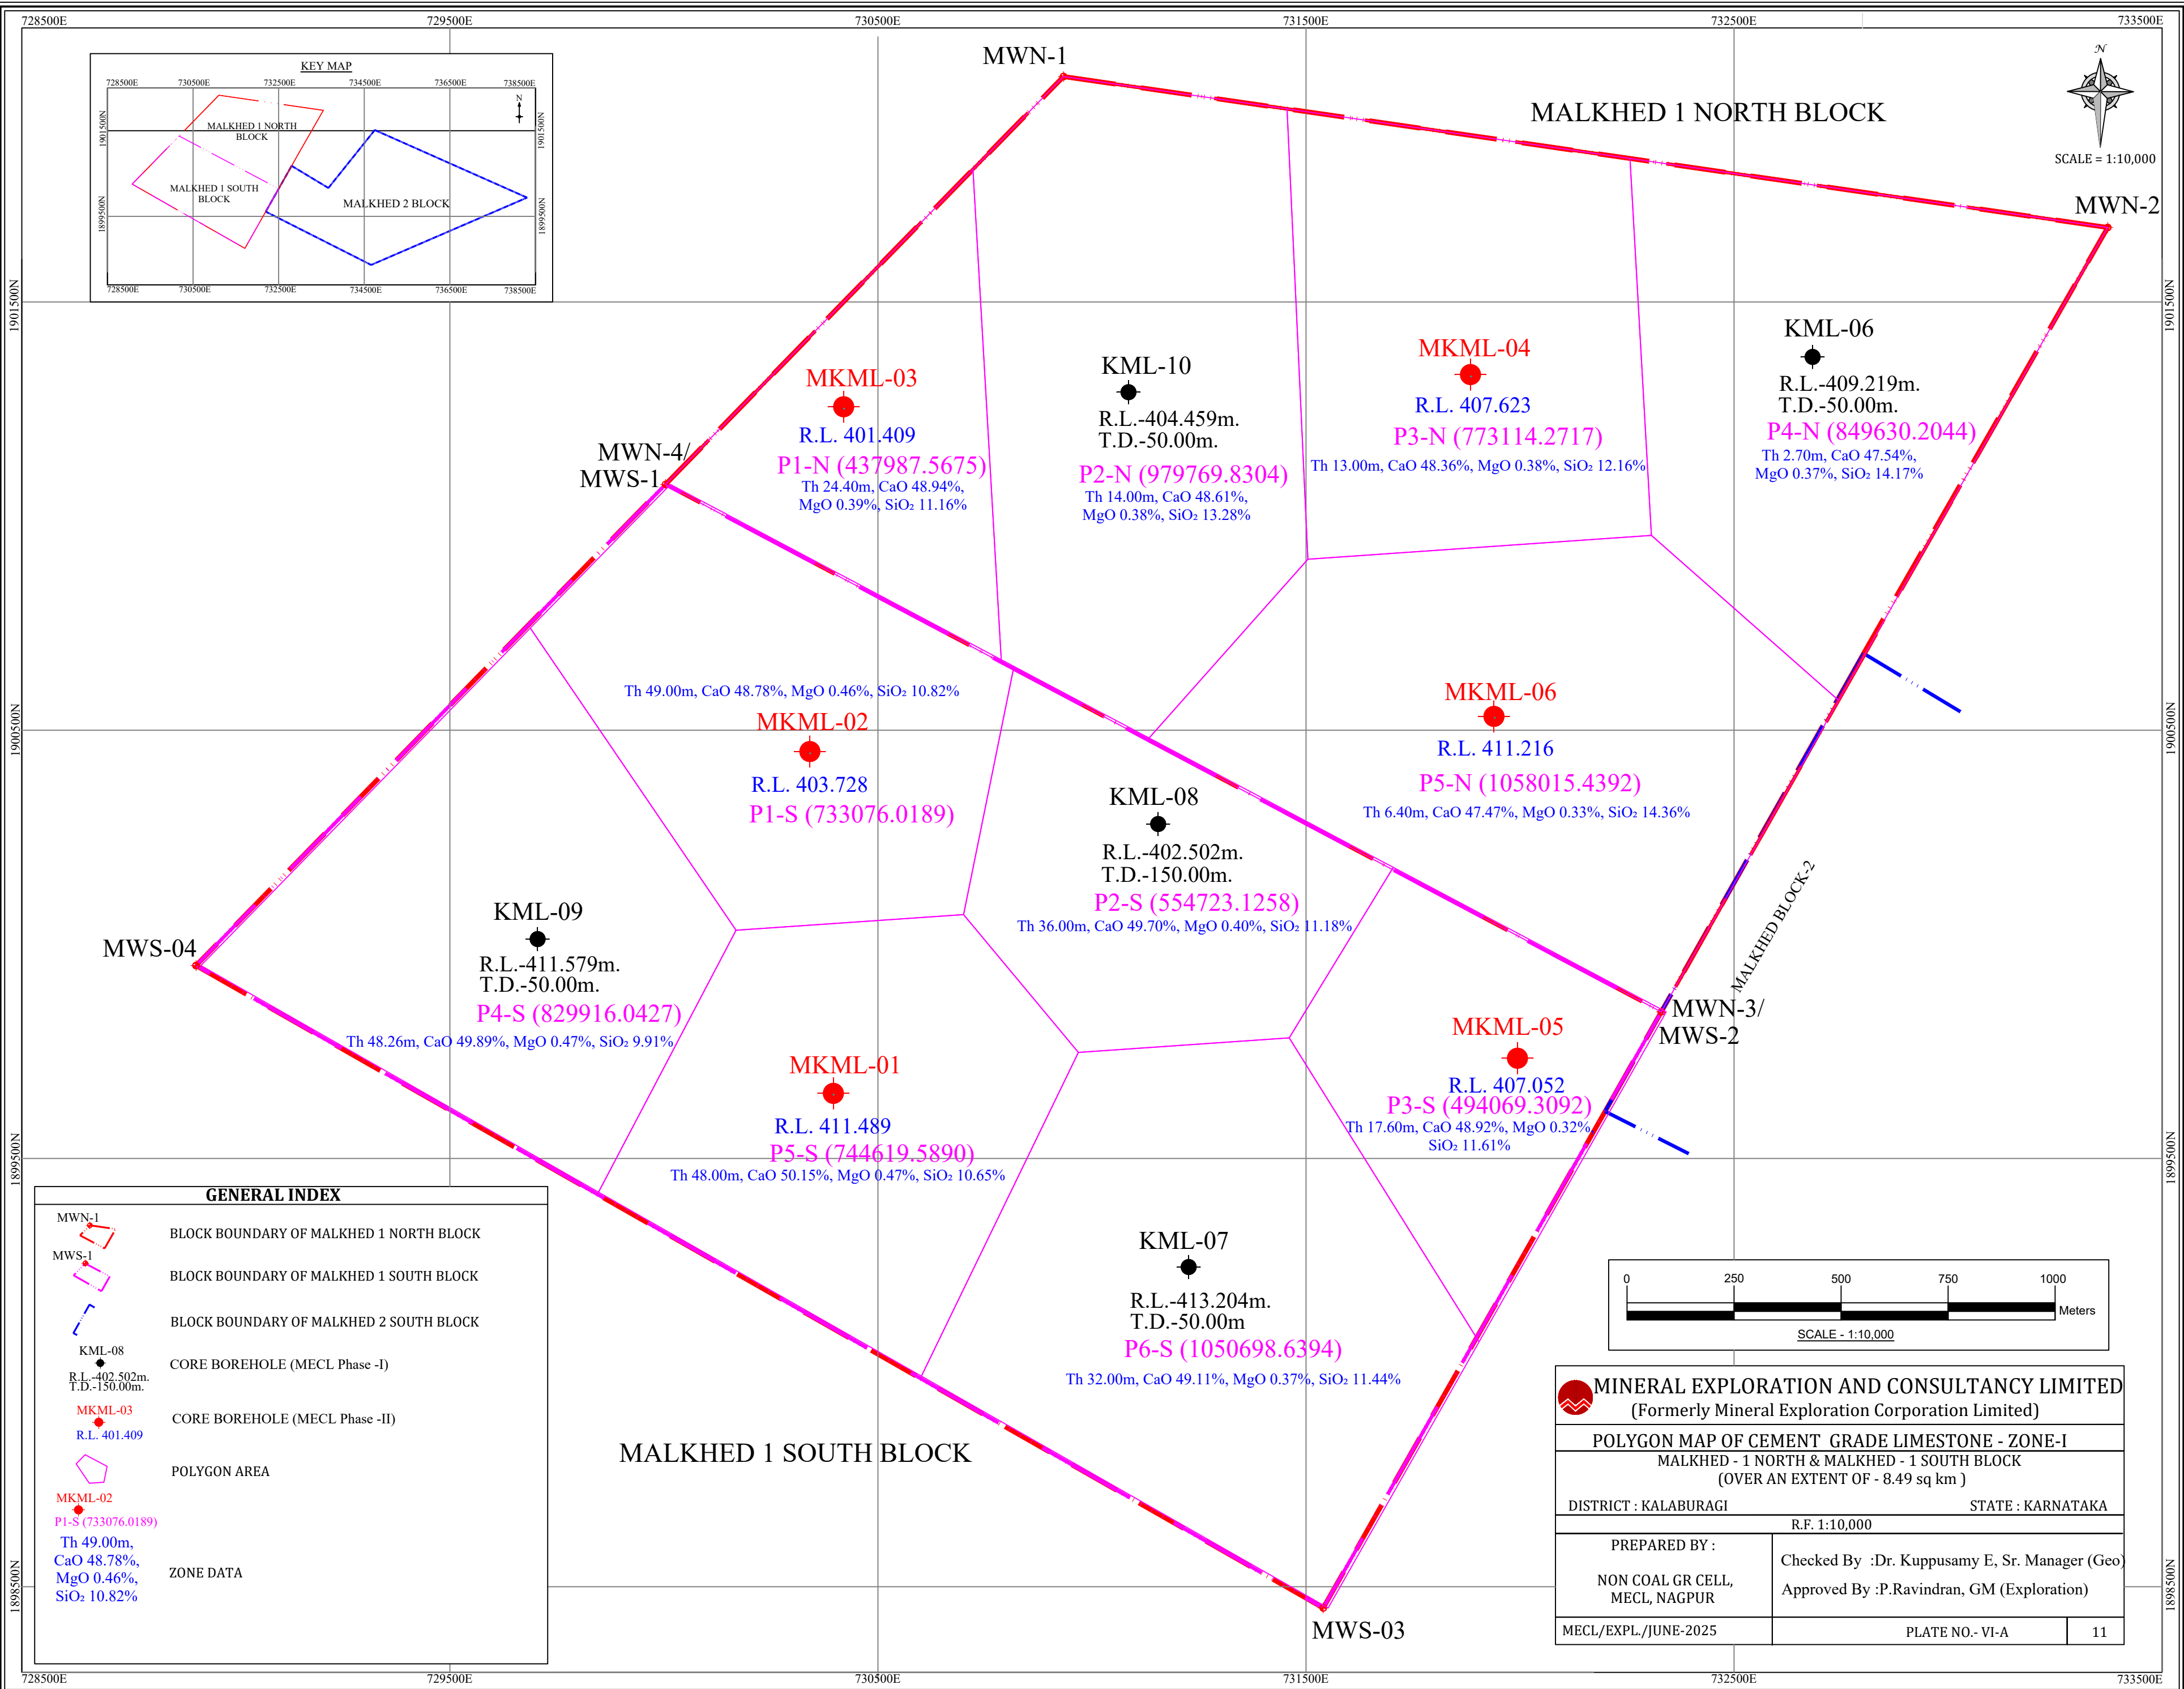 728500E
729500E
730500E
731500E
732500E
733500E
KEY MAP
728500E
730500E
732500E
734500E
736500E
738500E
N
1901500N
1901500N
MALKHED 1 NORTH
BLOCK
MALKHED 1 SOUTH
BLOCK
MALKHED 2 BLOCK
1899500N
1899500N
728500E
730500E
732500E
734500E
736500E
738500E
MWN-1
MALKHED 1 NORTH BLOCK
N
SCALE = 1:10,000
MWN-2
1901500N
1901500N
MKML-03
R.L. 401.409
P1-N (437987.5675)
Th 24.40m, CaO 48.94%,
MgO 0.39%, SiO₂ 11.16%
KML-10
R.L.-404.459m.
T.D.-50.00m.
P2-N (979769.8304)
Th 14.00m, CaO 48.61%,
MgO 0.38%, SiO₂ 13.28%
MKML-04
R.L. 407.623
P3-N (773114.2717)
Th 13.00m, CaO 48.36%, MgO 0.38%, SiO₂ 12.16%
KML-06
R.L.-409.219m.
T.D.-50.00m.
P4-N (849630.2044)
Th 2.70m, CaO 47.54%,
MgO 0.37%, SiO₂ 14.17%
MWN-4/
MWS-1
1900500N
1900500N
Th 49.00m, CaO 48.78%, MgO 0.46%, SiO₂ 10.82%
MKML-02
R.L. 403.728
P1-S (733076.0189)
MKML-06
R.L. 411.216
P5-N (1058015.4392)
Th 6.40m, CaO 47.47%, MgO 0.33%, SiO₂ 14.36%
KML-08
R.L.-402.502m.
T.D.-150.00m.
P2-S (554723.1258)
Th 36.00m, CaO 49.70%, MgO 0.40%, SiO₂ 11.18%
MALKHED BLOCK-2
MWS-04
KML-09
R.L.-411.579m.
T.D.-50.00m.
P4-S (829916.0427)
Th 48.26m, CaO 49.89%, MgO 0.47%, SiO₂ 9.91%
MWN-3/
MWS-2
MKML-05
R.L. 407.052
P3-S (494069.3092)
Th 17.60m, CaO 48.92%, MgO 0.32%,
SiO₂ 11.61%
MKML-01
R.L. 411.489
P5-S (744619.5890)
Th 48.00m, CaO 50.15%, MgO 0.47%, SiO₂ 10.65%
1899500N
1899500N
KML-07
R.L.-413.204m.
T.D.-50.00m
P6-S (1050698.6394)
Th 32.00m, CaO 49.11%, MgO 0.37%, SiO₂ 11.44%
MALKHED 1 SOUTH BLOCK
MWS-03
1898500N
1898500N
GENERAL INDEX
MWN-1
BLOCK BOUNDARY OF MALKHED 1 NORTH BLOCK
MWS-1
BLOCK BOUNDARY OF MALKHED 1 SOUTH BLOCK
BLOCK BOUNDARY OF MALKHED 2 SOUTH BLOCK
KML-08
R.L.-402.502m.
T.D.-150.00m.
CORE BOREHOLE (MECL Phase -I)
MKML-03
R.L. 401.409
CORE BOREHOLE (MECL Phase -II)
POLYGON AREA
MKML-02
P1-S (733076.0189)
Th 49.00m,
CaO 48.78%,
MgO 0.46%,
SiO₂ 10.82%
ZONE DATA
0
250
500
750
1000
Meters
SCALE - 1:10,000
MINERAL EXPLORATION AND CONSULTANCY LIMITED
(Formerly Mineral Exploration Corporation Limited)
POLYGON MAP OF CEMENT GRADE LIMESTONE - ZONE-I
MALKHED - 1 NORTH & MALKHED - 1 SOUTH BLOCK
(OVER AN EXTENT OF - 8.49 sq km )
DISTRICT : KALABURAGI
STATE : KARNATAKA
R.F. 1:10,000
PREPARED BY :
NON COAL GR CELL,
MECL, NAGPUR
Checked By :Dr. Kuppusamy E, Sr. Manager (Geo)
Approved By :P.Ravindran, GM (Exploration)
MECL/EXPL./JUNE-2025
PLATE NO.- VI-A
11
728500E
729500E
730500E
731500E
732500E
733500E